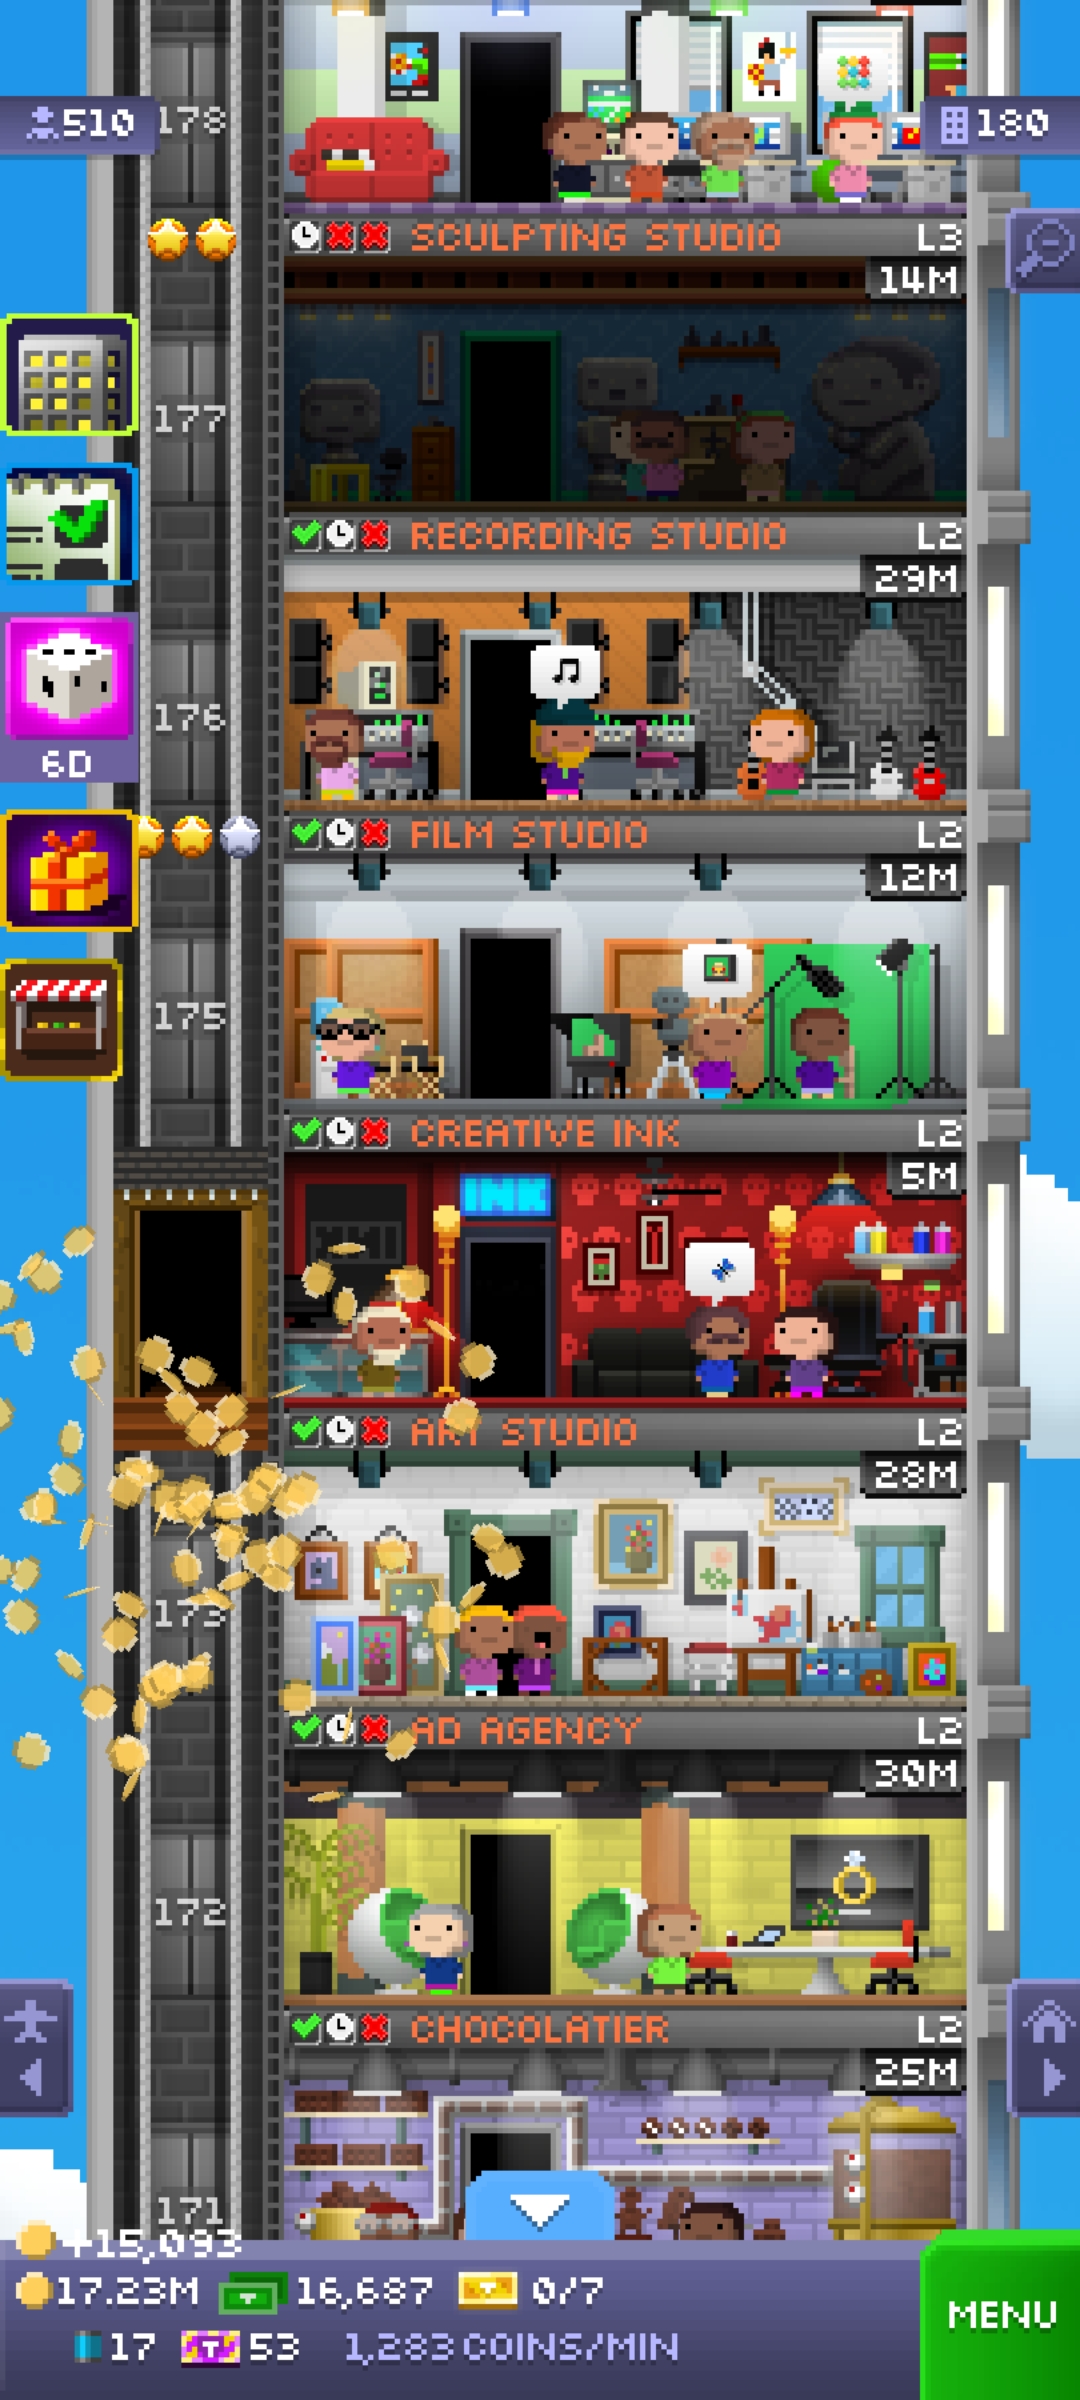 510
178
180
SCULPTING STUDIO L3
14M
177
RECORDING STUDIO L2
29M
176
6D
FILM STUDIO L2
12M
175
CREATIVE INK L2
5M
INK
ART STUDIO L2
28M
173
AD AGENCY L2
30M
172
CHOCOLATIER L2
25M
171
+15,093
17.23M 16,687 0/7
17 53 1,283 COINS/MIN
MENU